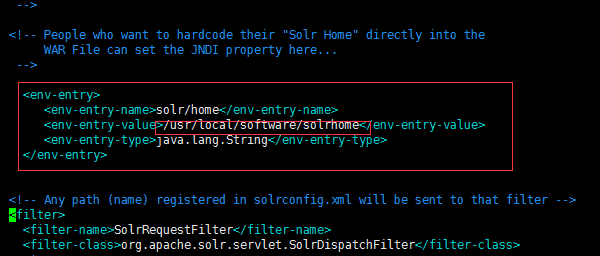 -->
<!-- People who want to hardcode their "Solr Home" directly into the
WAR File can set the JNDI property here...
-->
<env-entry>
<env-entry-name>solr/home</env-entry-name>
<env-entry-value>/usr/local/software/solrhome</env-entry-value>
<env-entry-type>java.lang.String</env-entry-type>
</env-entry>
<!-- Any path (name) registered in solrconfig.xml will be sent to that filter -->
<filter>
<filter-name>SolrRequestFilter</filter-name>
<filter-class>org.apache.solr.servlet.SolrDispatchFilter</filter-class>